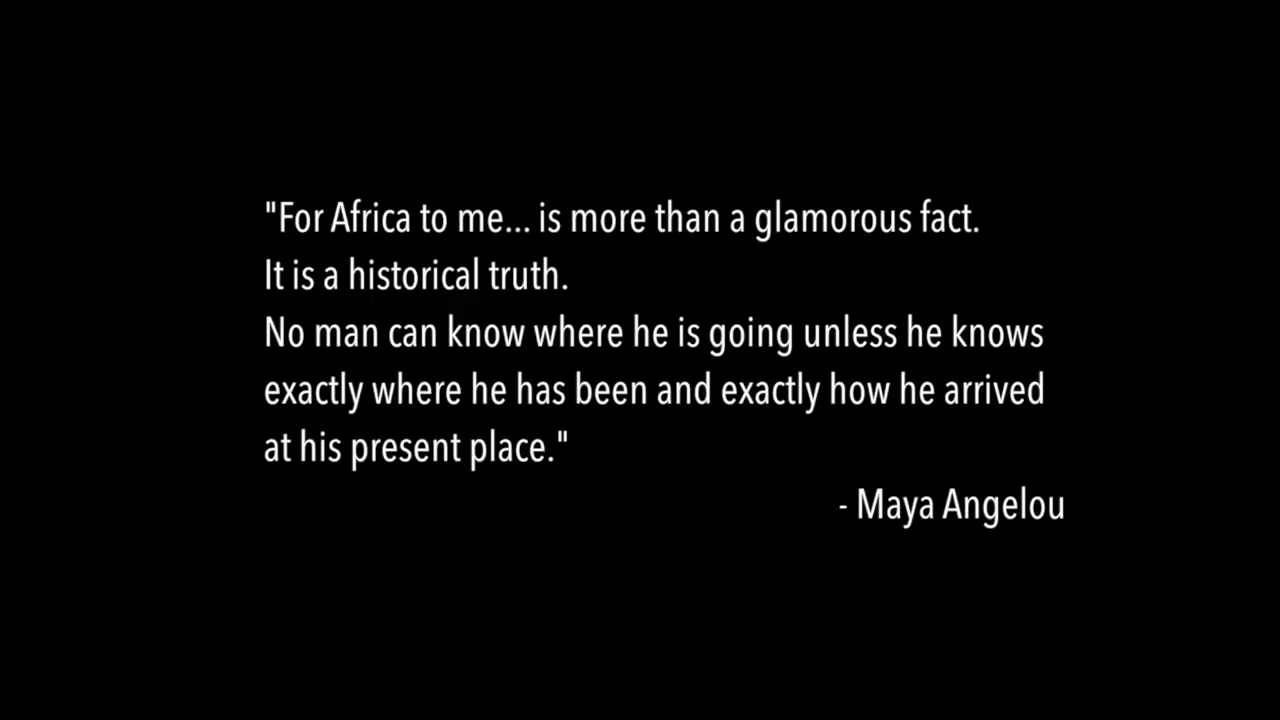 "For Africa to me... is more than a glamorous fact.
It is a historical truth.
No man can know where he is going unless he knows
exactly where he has been and exactly how he arrived
at his present place."
- Maya Angelou